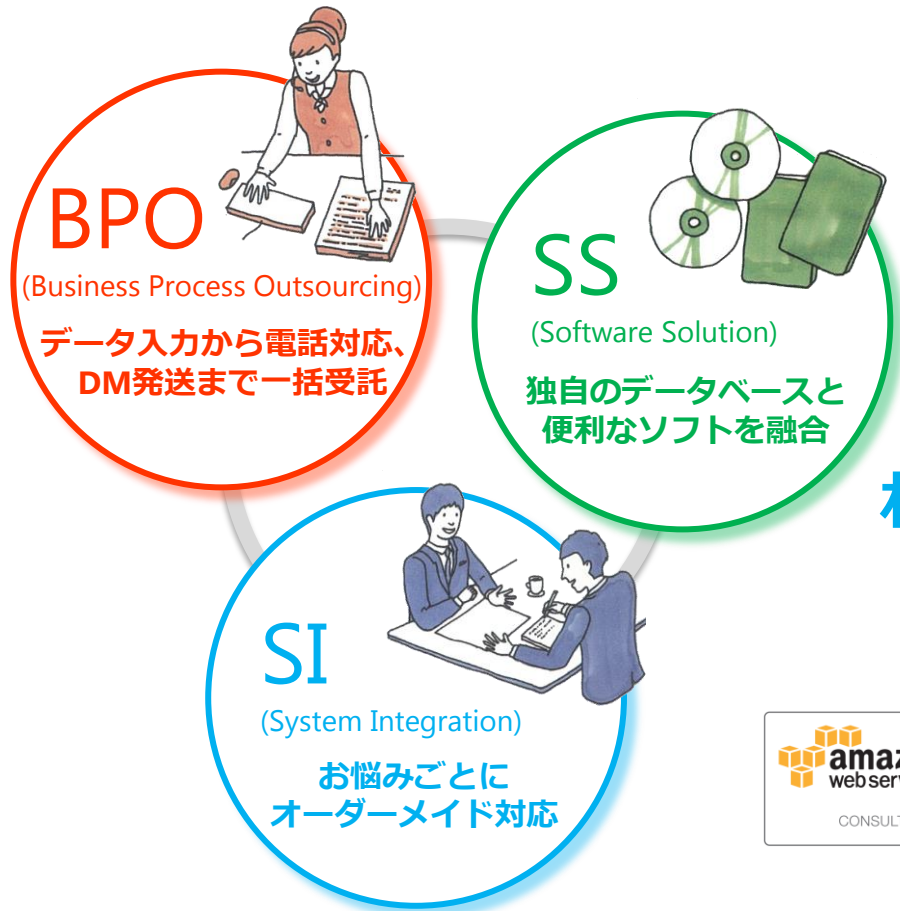 BPO
(Business Process Outsourcing)
データ入力から電話対応、
DM発送まで一括受託
SS
(Software Solution)
独自のデータベースと
便利なソフトを融合
SI
(System Integration)
お悩みごとに
オーダーメイド対応